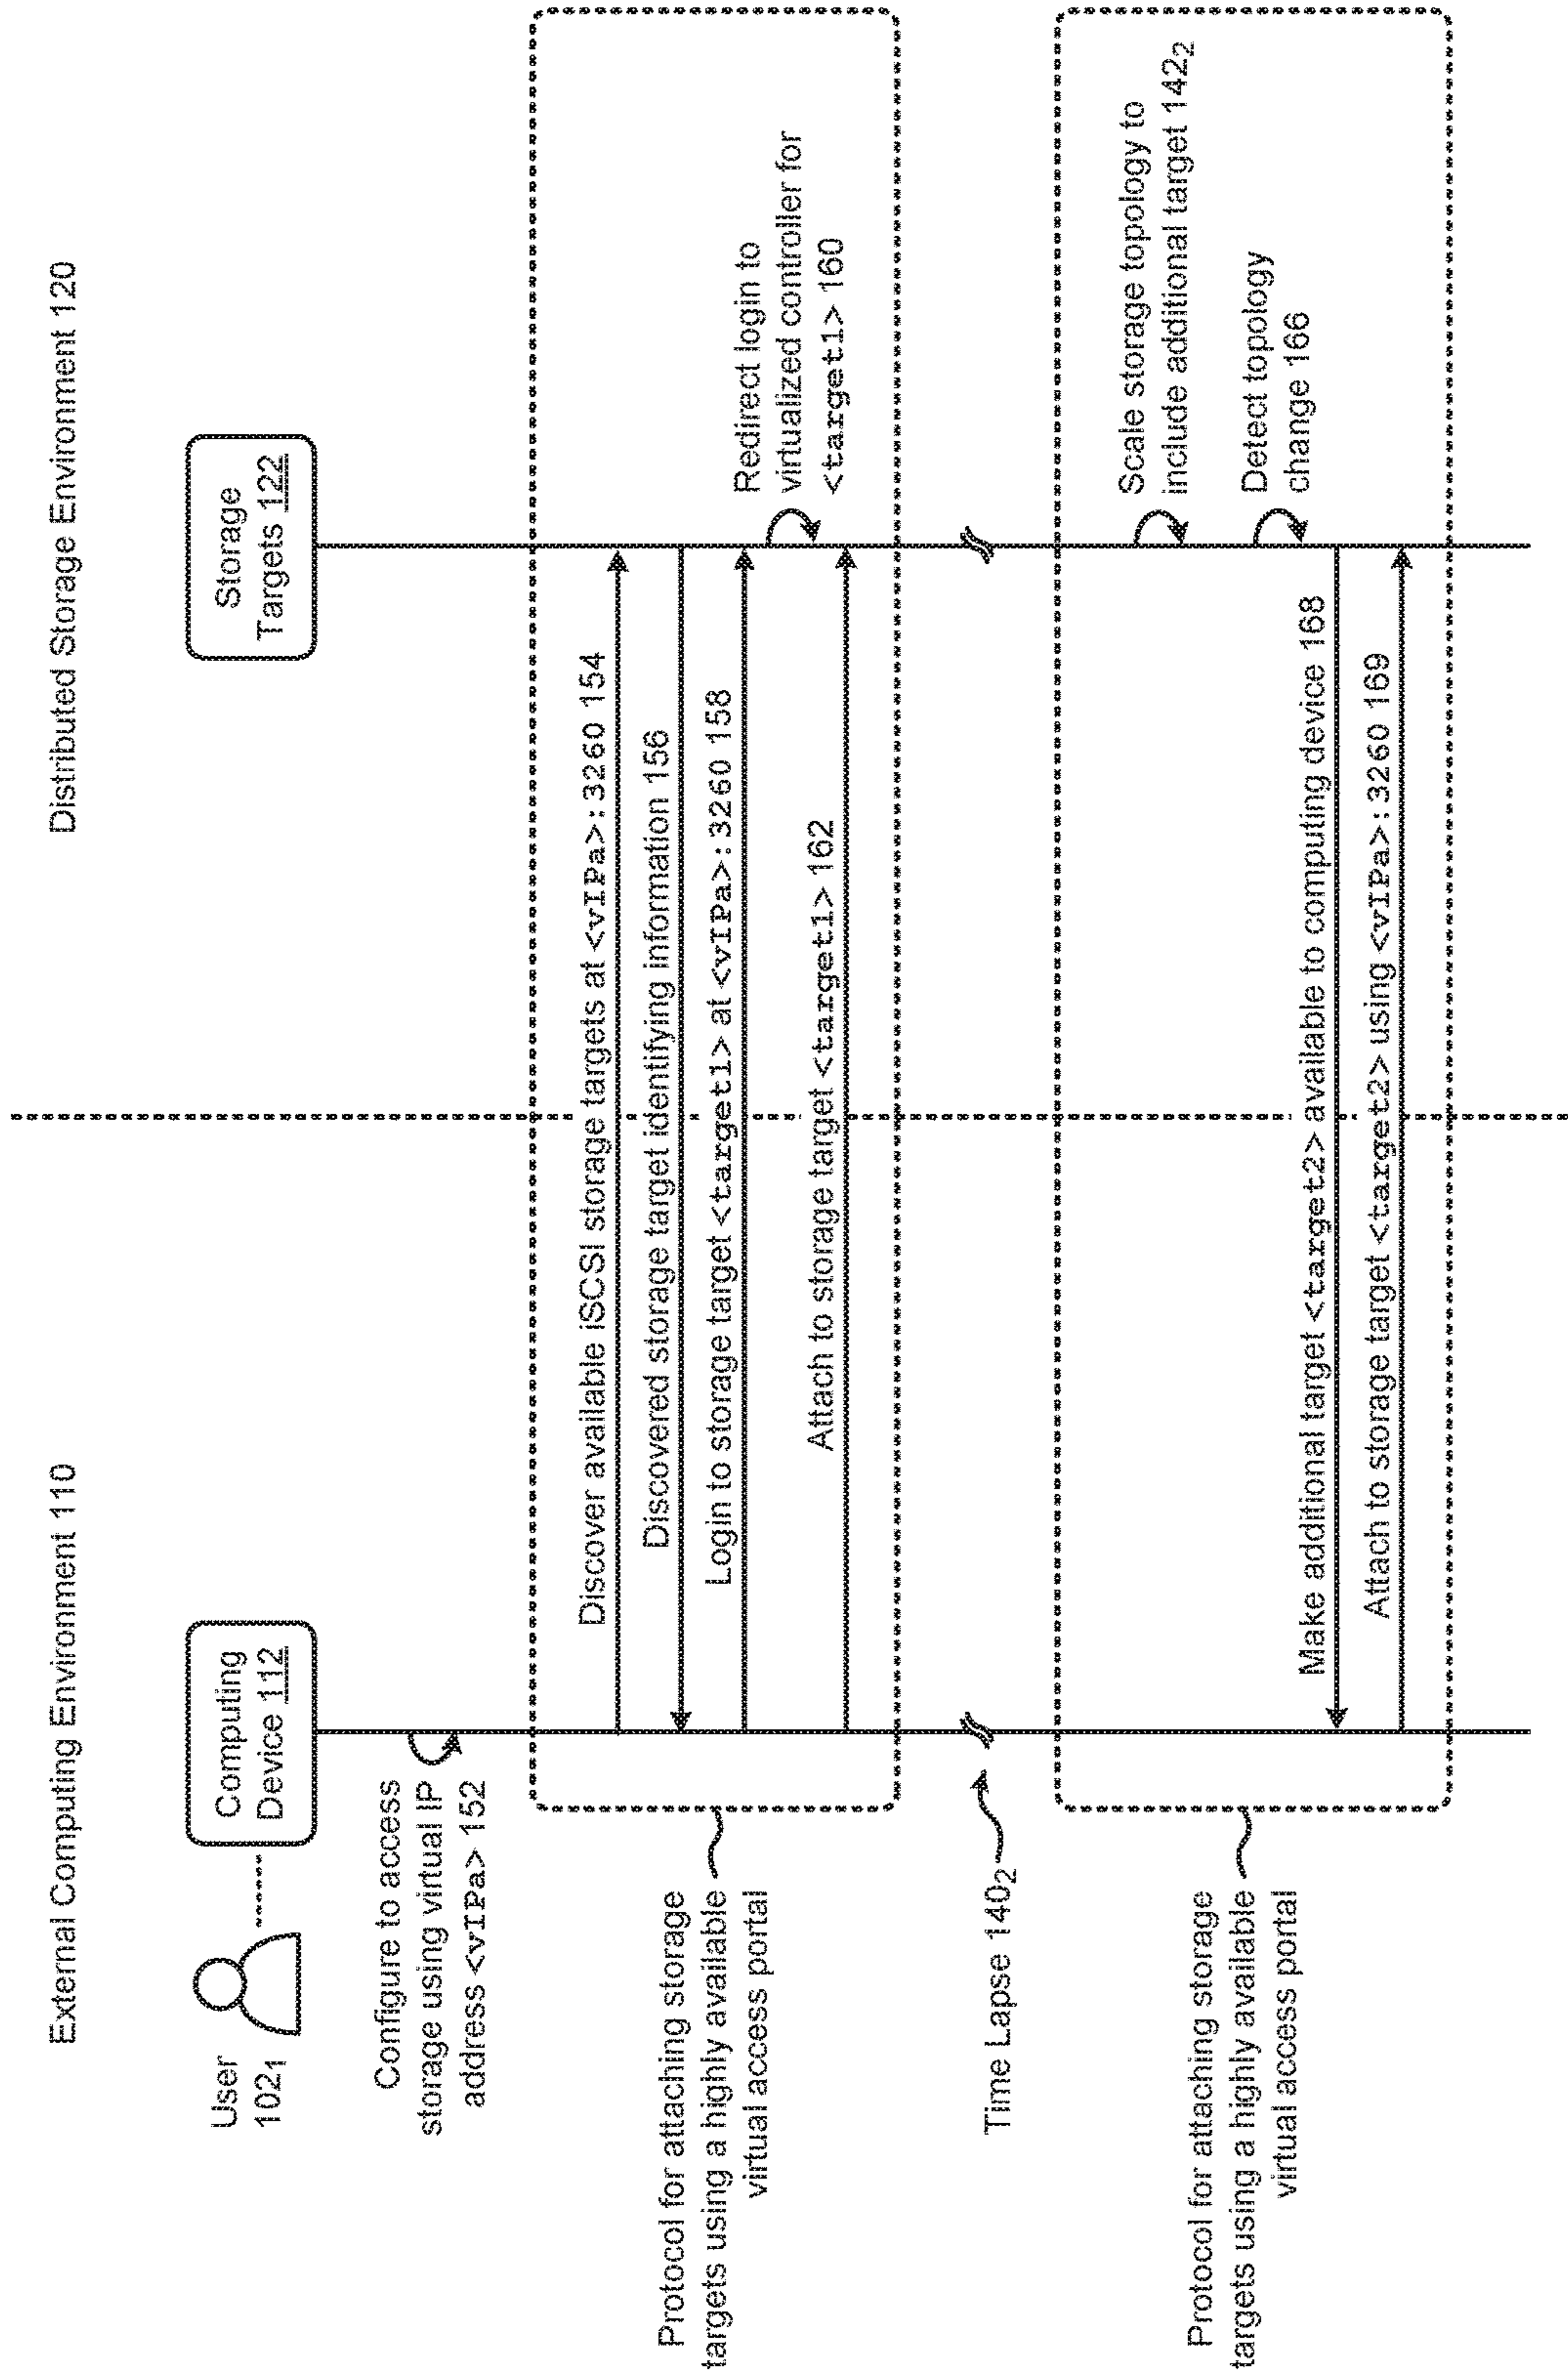 External Computing Environment 110
Distributed Storage Environment 120
User
102₁
Computing
Device 112
Storage
Targets 122
Configure to access
storage using virtual IP
address <vIPa> 152
Protocol for attaching storage
targets using a highly available
virtual access portal
Discover available iSCSI storage targets at <vIPa>:3260 154
Discovered storage target identifying information 156
Login to storage target <target1> at <vIPa>:3260 158
Redirect login to
virtualized controller for
<target1> 160
Attach to storage target <target1> 162
Time Lapse 140₂
Protocol for attaching storage
targets using a highly available
virtual access portal
Scale storage topology to
include additional target 142₂
Detect topology
change 166
Make additional target <target2> available to computing device 168
Attach to storage target <target2> using <vIPa>:3260 169